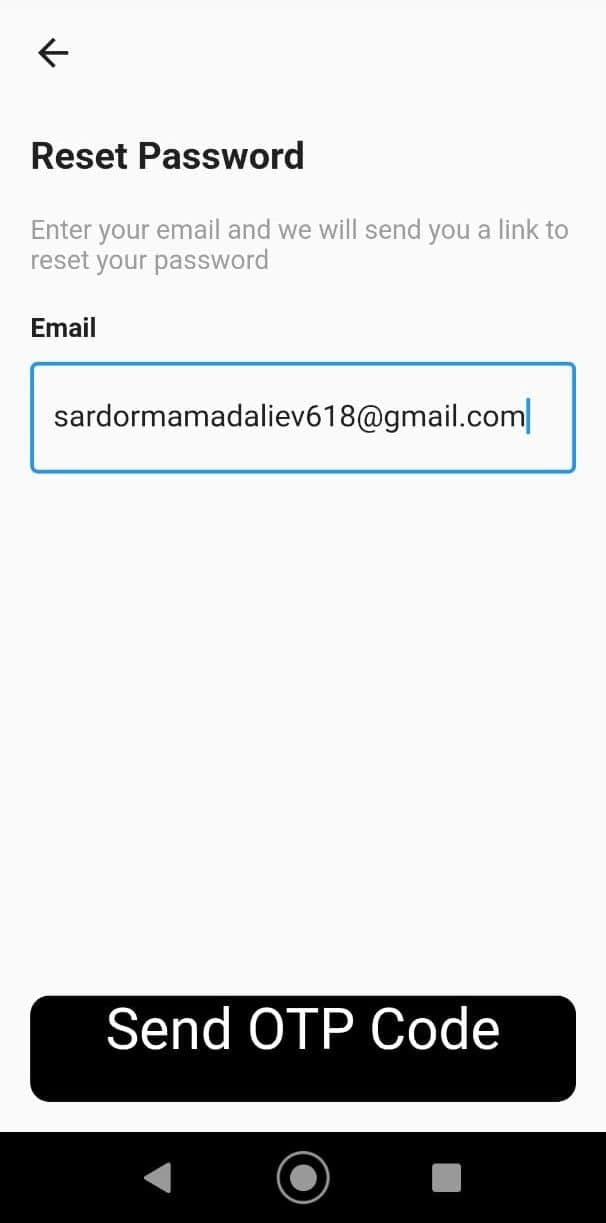 Reset Password
Enter your email and we will send you a link to
reset your password
Email
sardormamadaliev618@gmail.com
Send OTP Code